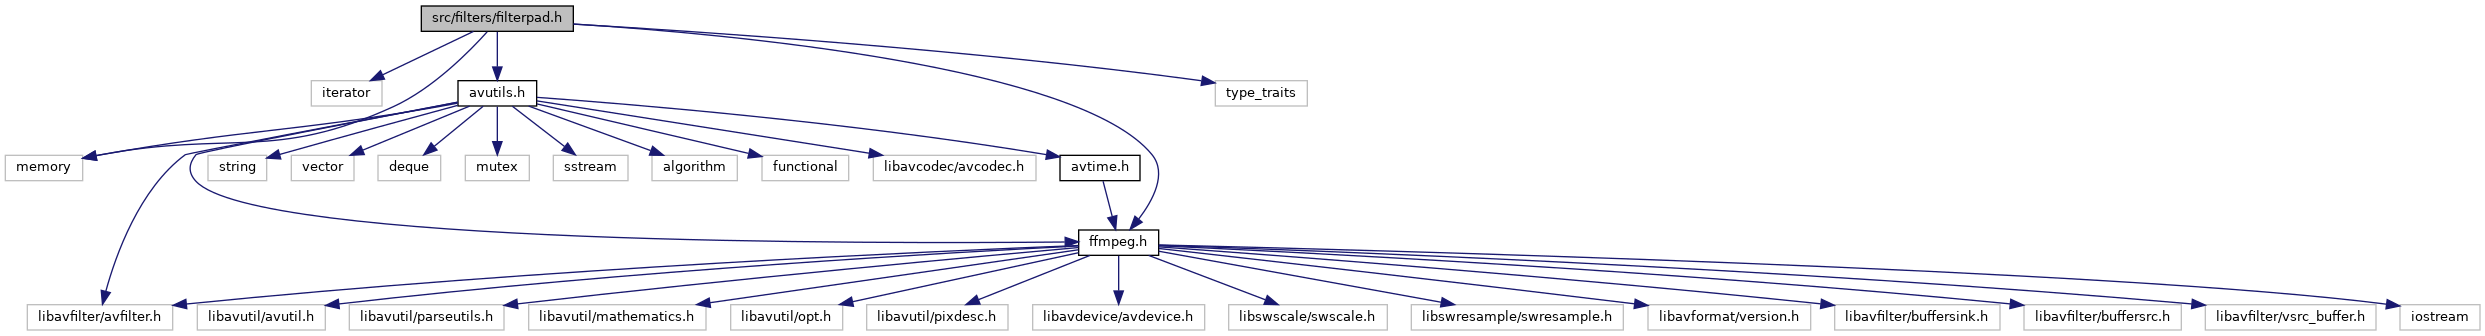 src/filters/filterpad.h
iterator
avutils.h
type_traits
memory
string
vector
deque
mutex
sstream
algorithm
functional
libavcodec/avcodec.h
avtime.h
ffmpeg.h
libavfilter/avfilter.h
libavutil/avutil.h
libavutil/parseutils.h
libavutil/mathematics.h
libavutil/opt.h
libavutil/pixdesc.h
libavdevice/avdevice.h
libswscale/swscale.h
libswresample/swresample.h
libavformat/version.h
libavfilter/buffersink.h
libavfilter/buffersrc.h
libavfilter/vsrc_buffer.h
iostream